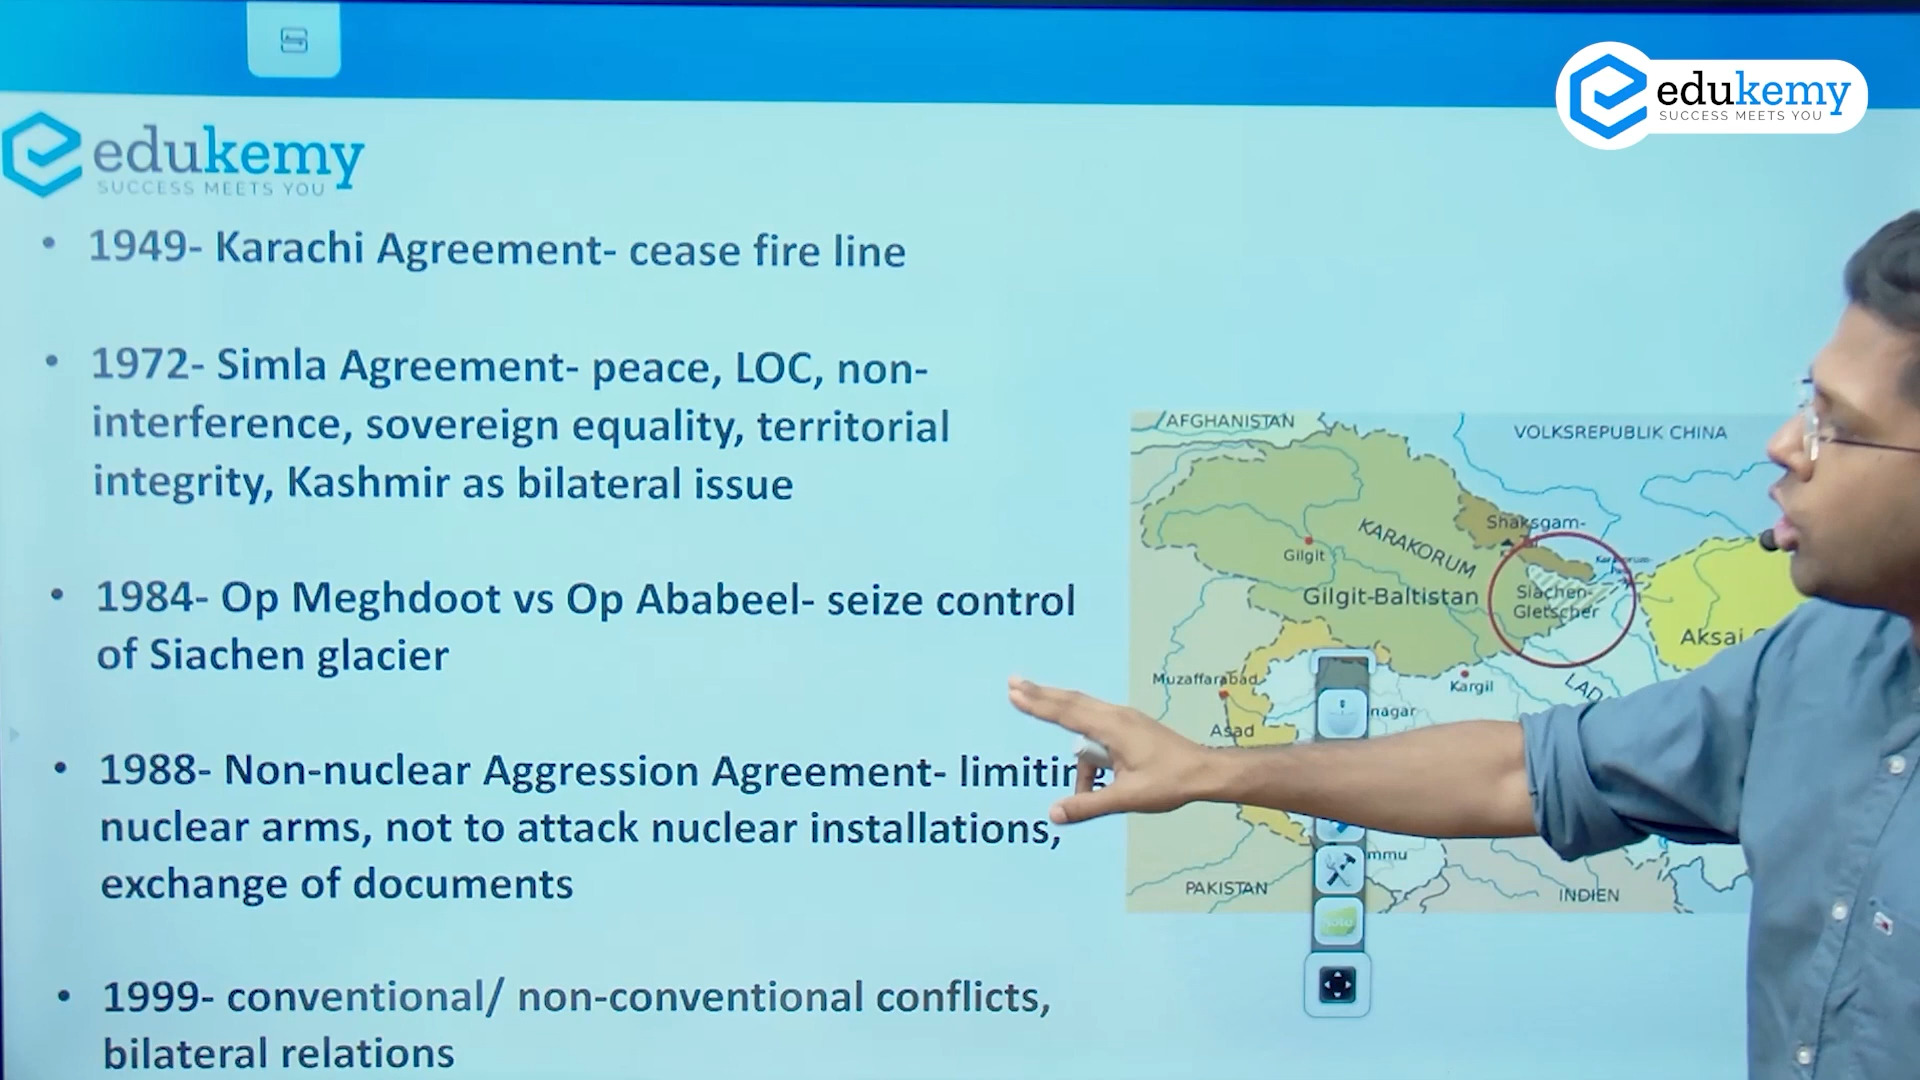 edukemy
SUCCESS MEETS YOU
edukemy
SUCCESS MEETS YOU
• 1949- Karachi Agreement- cease fire line
• 1972- Simla Agreement- peace, LOC, non-
interference, sovereign equality, territorial
integrity, Kashmir as bilateral issue
• 1984- Op Meghdoot vs Op Ababeel- seize control
of Siachen glacier
• 1988- Non-nuclear Aggression Agreement- limiting
nuclear arms, not to attack nuclear installations,
exchange of documents
• 1999- conventional/ non-conventional conflicts,
bilateral relations
AFGHANISTAN
VOLKSREPUBLIK CHINA
Shaksgam-
KARAKORUM
Gilgit
Gilgit-Baltistan
Siachen-
Gletscher
Aksai
Muzaffarabad
Kargil
LAD
nagar
Asad
mmu
PAKISTAN
INDIEN